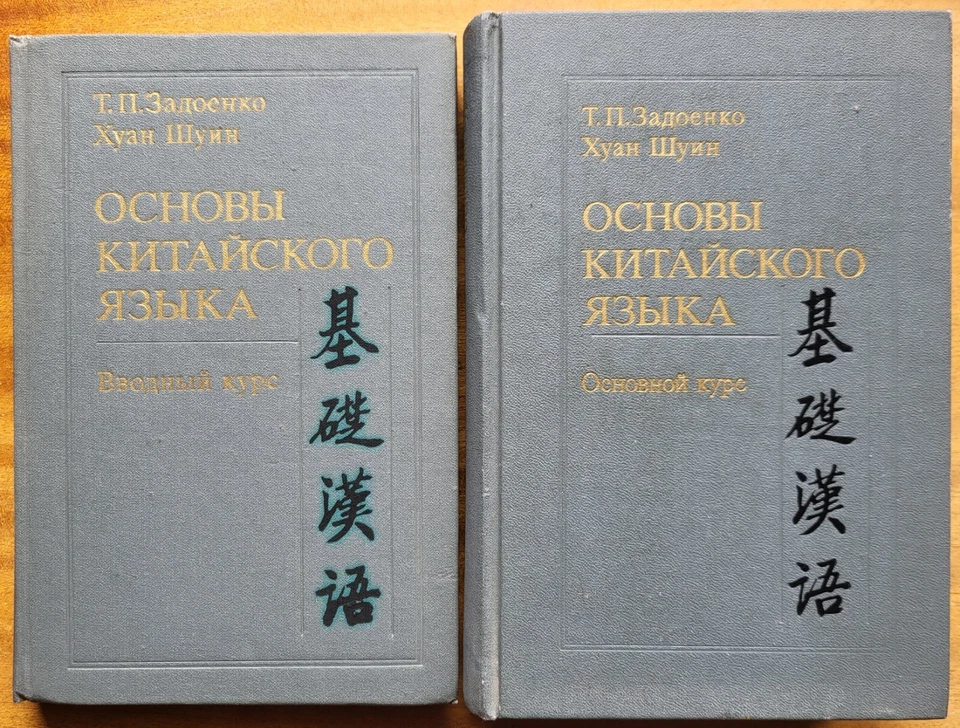 Т. П. Задоенко
Хуан Шуин
ОСНОВЫ
КИТАЙСКОГО
ЯЗЫКА
Вводный курс
基礎漢语
Т. П. Задоенко
Хуан Шуин
ОСНОВЫ
КИТАЙСКОГО
ЯЗЫКА
Основной курс
基礎漢语